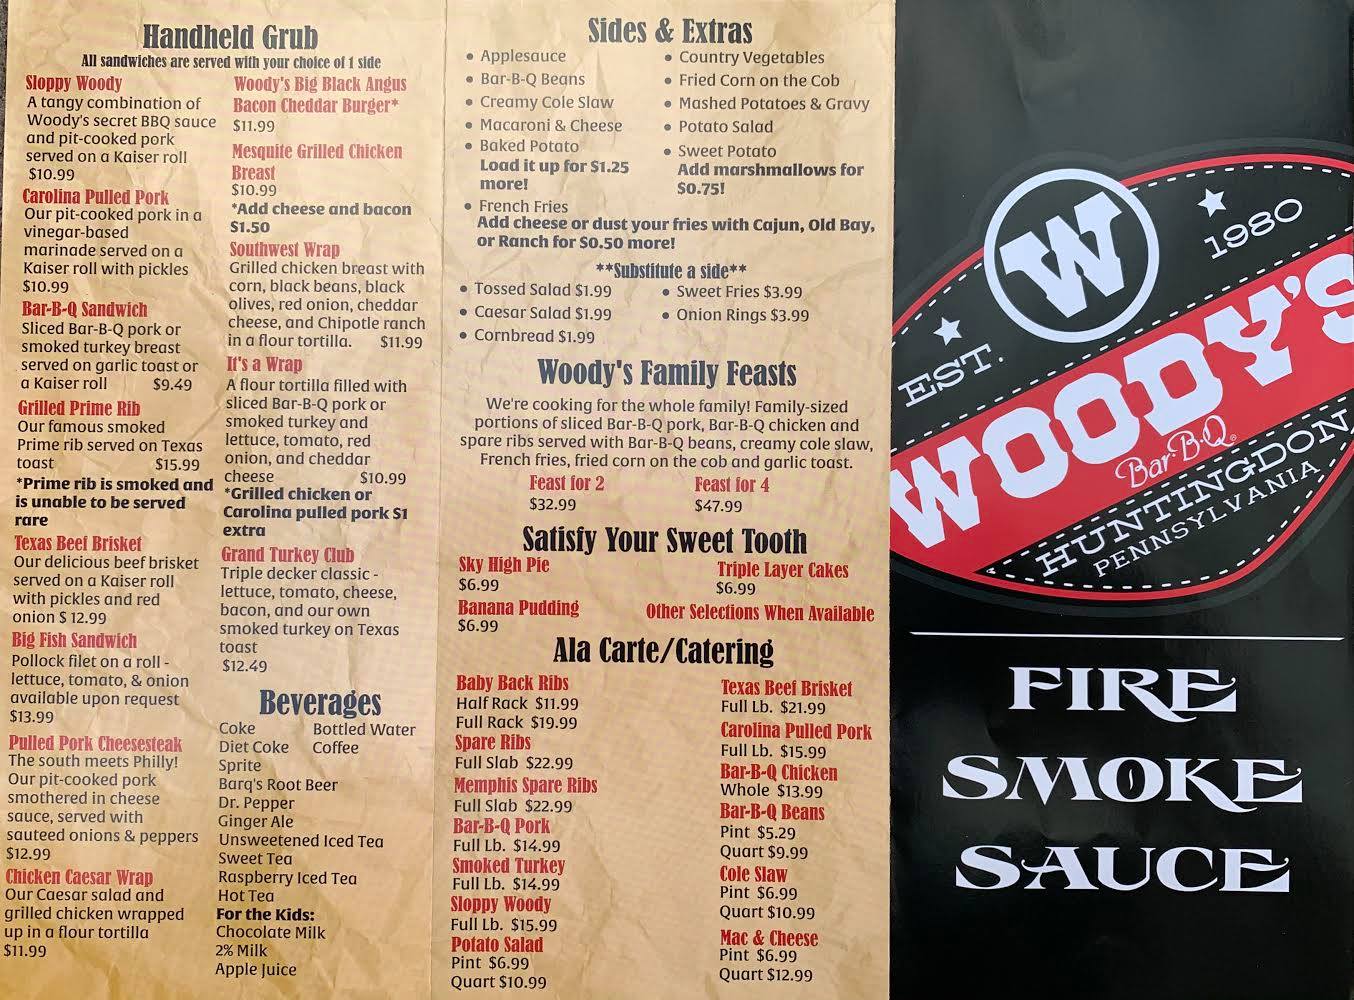 Handheld Grub
All sandwiches are served with your choice of 1 side
Sloppy Woody
A tangy combination of
Woody's secret BBQ sauce
and pit-cooked pork
served on a Kaiser roll
$10.99
Carolina Pulled Pork
Our pit-cooked pork in a
vinegar-based
marinade served on a
Kaiser roll with pickles
$10.99
Bar-B-Q Sandwich
Sliced Bar-B-Q pork or
smoked turkey breast
served on garlic toast or
a Kaiser roll $9.49
Grilled Prime Rib
Our famous smoked
Prime rib served on Texas
toast $15.99
*Prime rib is smoked and
is unable to be served
rare
Texas Beef Brisket
Our delicious beef brisket
served on a Kaiser roll
with pickles and red
onion $ 12.99
Big Fish Sandwich
Pollock filet on a roll -
lettuce, tomato, & onion
available upon request
$13.99
Pulled Pork Cheesesteak
The south meets Philly!
Our pit-cooked pork
smothered in cheese
sauce, served with
sauteed onions & peppers
$12.99
Chicken Caesar Wrap
Our Caesar salad and
grilled chicken wrapped
up in a flour tortilla
$11.99
Woody's Big Black Angus
Bacon Cheddar Burger*
$11.99
Mesquite Grilled Chicken
Breast
$10.99
*Add cheese and bacon
$1.50
Southwest Wrap
Grilled chicken breast with
corn, black beans, black
olives, red onion, cheddar
cheese, and Chipotle ranch
in a flour tortilla. $11.99
It's a Wrap
A flour tortilla filled with
sliced Bar-B-Q pork or
smoked turkey and
lettuce, tomato, red
onion, and cheddar
cheese $10.99
*Grilled chicken or
Carolina pulled pork $1
extra
Grand Turkey Club
Triple decker classic -
lettuce, tomato, cheese,
bacon, and our own
smoked turkey on Texas
toast
$12.49
Beverages
Coke
Diet Coke
Sprite
Barq's Root Beer
Dr. Pepper
Ginger Ale
Unsweetened Iced Tea
Sweet Tea
Raspberry Iced Tea
Hot Tea
For the Kids:
Chocolate Milk
2% Milk
Apple Juice
Bottled Water
Coffee
Sides & Extras
• Applesauce
• Bar-B-Q Beans
• Creamy Cole Slaw
• Macaroni & Cheese
• Baked Potato
Load it up for $1.25
more!
• French Fries
• Country Vegetables
• Fried Corn on the Cob
• Mashed Potatoes & Gravy
• Potato Salad
• Sweet Potato
Add marshmallows for
$0.75!
Add cheese or dust your fries with Cajun, Old Bay,
or Ranch for $0.50 more!
**Substitute a side**
• Tossed Salad $1.99
• Caesar Salad $1.99
• Cornbread $1.99
• Sweet Fries $3.99
• Onion Rings $3.99
Woody's Family Feasts
We're cooking for the whole family! Family-sized
portions of sliced Bar-B-Q pork, Bar-B-Q chicken and
spare ribs served with Bar-B-Q beans, creamy cole slaw,
French fries, fried corn on the cob and garlic toast.
Feast for 2
$32.99
Feast for 4
$47.99
Satisfy Your Sweet Tooth
Sky High Pie
$6.99
Banana Pudding
$6.99
Triple Layer Cakes
$6.99
Other Selections When Available
Ala Carte/Catering
Baby Back Ribs
Half Rack $11.99
Full Rack $19.99
Spare Ribs
Full Slab $22.99
Memphis Spare Ribs
Full Slab $22.99
Bar-B-Q Pork
Full Lb. $14.99
Smoked Turkey
Full Lb. $14.99
Sloppy Woody
Full Lb. $15.99
Potato Salad
Pint $6.99
Quart $10.99
Texas Beef Brisket
Full Lb. $21.99
Carolina Pulled Pork
Full Lb. $15.99
Bar-B-Q Chicken
Whole $13.99
Bar-B-Q Beans
Pint $5.29
Quart $9.99
Cole Slaw
Pint $6.99
Quart $10.99
Mac & Cheese
Pint $6.99
Quart $12.99
W
EST. 1980
WOODY'S
Bar·B·Q®
HUNTINGDON
PENNSYLVANIA
FIRE
SMOKE
SAUCE